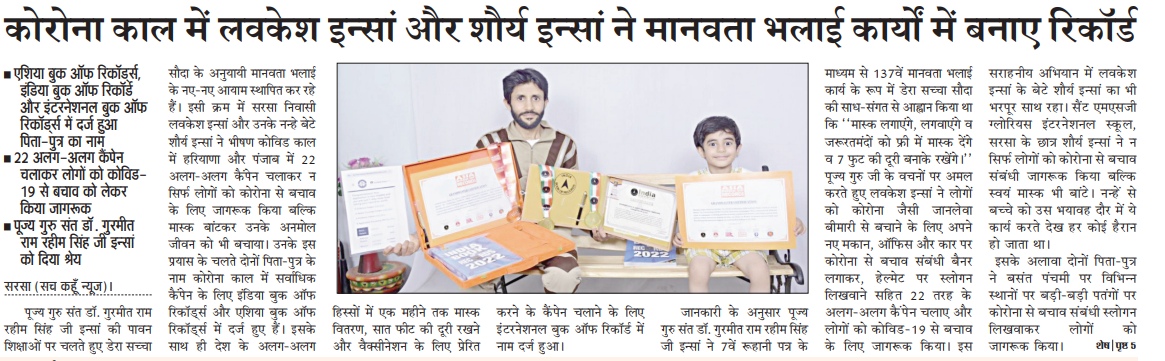 कोरोना काल में लवकेश इन्सां और शौर्य इन्सां ने मानवता भलाई कार्यों में बनाए रिकॉर्ड
■ एशिया बुक ऑफ रिकॉर्ड्स,
इंडिया बुक ऑफ रिकॉर्ड
और इंटरनेशनल बुक ऑफ
रिकॉर्ड्स में दर्ज हुआ
पिता-पुत्र का नाम
■ 22 अलग-अलग कैंपेन
चलाकर लोगों को कोविड-
19 से बचाव को लेकर
किया जागरूक
■ पूज्य गुरु संत डॉ. गुरमीत
राम रहीम सिंह जी इन्सां
को दिया श्रेय
सरसा (सच कहूँ न्यूज)।
पूज्य गुरु संत डॉ. गुरमीत राम
रहीम सिंह जी इन्सां की पावन
शिक्षाओं पर चलते हुए डेरा सच्चा
सौदा के अनुयायी मानवता भलाई
के नए-नए आयाम स्थापित कर रहे
हैं। इसी क्रम में सरसा निवासी
लवकेश इन्सां और उनके नन्हे बेटे
शौर्य इन्सां ने भीषण कोविड काल
में हरियाणा और पंजाब में 22
अलग-अलग कैंपेन चलाकर न
सिर्फ लोगों को कोरोना से बचाव
के लिए जागरूक किया बल्कि
मास्क बांटकर उनके अनमोल
जीवन को भी बचाया। उनके इस
प्रयास के चलते दोनों पिता-पुत्र के
नाम कोरोना काल में सर्वाधिक
कैंपेन के लिए इंडिया बुक ऑफ
रिकॉर्ड्स और एशिया बुक ऑफ
रिकॉर्ड्स में दर्ज हुए हैं। इसके
साथ ही देश के अलग-अलग
India
2022
2022
हिस्सों में एक महीने तक मास्क
वितरण, सात फीट की दूरी रखने
और वैक्सीनेशन के लिए प्रेरित
करने के कैंपेन चलाने के लिए
इंटरनेशनल बुक ऑफ रिकॉर्ड में
नाम दर्ज हुआ।
जानकारी के अनुसार पूज्य
गुरु संत डॉ. गुरमीत राम रहीम सिंह
जी इन्सां ने 7वें रूहानी पत्र के
माध्यम से 137वें मानवता भलाई
कार्य के रूप में डेरा सच्चा सौदा
की साध-संगत से आह्वान किया था
कि ‘‘मास्क लगाएंगे, लगवाएंगे व
जरूरतमंदों को फ्री में मास्क देंगे
व 7 फुट की दूरी बनाके रखेंगे।’’
पूज्य गुरु जी के वचनों पर अमल
करते हुए लवकेश इन्सां ने लोगों
को कोरोना जैसी जानलेवा
बीमारी से बचाने के लिए अपने
नए मकान, ऑफिस और कार पर
कोरोना से बचाव संबंधी बैनर
लगाकर, हेल्मेट पर स्लोगन
लिखवाने सहित 22 तरह के
अलग-अलग कैंपेन चलाए और
लोगों को कोविड-19 से बचाव
के लिए जागरूक किया। इस
सराहनीय अभियान में लवकेश
इन्सां के बेटे शौर्य इन्सां का भी
भरपूर साथ रहा। सैंट एमएसजी
ग्लोरियस इंटरनेशनल स्कूल,
सरसा के छात्र शौर्य इन्सां ने न
सिर्फ लोगों को कोरोना से बचाव
संबंधी जागरूक किया बल्कि
स्वयं मास्क भी बांटे। नन्हे से
बच्चे को उस भयावह दौर में ये
कार्य करते देख हर कोई हैरान
हो जाता था।
इसके अलावा दोनों पिता-पुत्र
ने बसंत पंचमी पर विभिन्न
स्थानों पर बड़ी-बड़ी पतंगों पर
कोरोना से बचाव संबंधी स्लोगन
लिखवाकर लोगों को
जागरूक किया। शेष|पृष्ठ 5